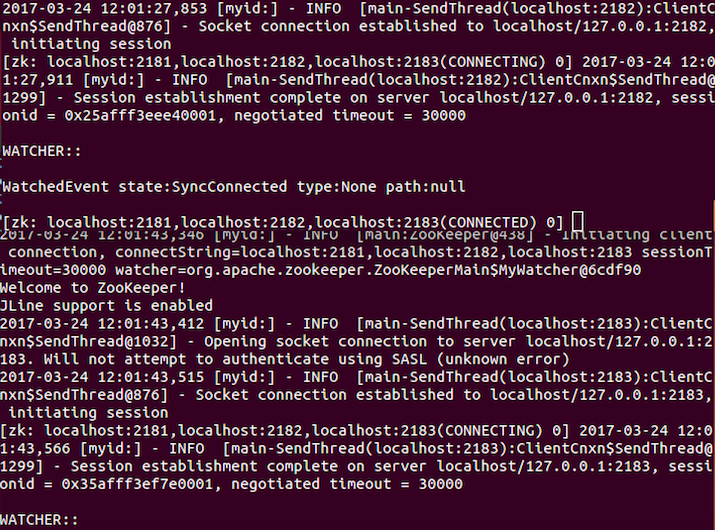 2017-03-24 12:01:27,853 [myid:] - INFO  [main-SendThread(localhost:2182):ClientC
nxn$SendThread@876] - Socket connection established to localhost/127.0.0.1:2182,
 initiating session
[zk: localhost:2181,localhost:2182,localhost:2183(CONNECTING) 0] 2017-03-24 12:0
1:27,911 [myid:] - INFO  [main-SendThread(localhost:2182):ClientCnxn$SendThread@
1299] - Session establishment complete on server localhost/127.0.0.1:2182, sessi
onid = 0x25afff3eee40001, negotiated timeout = 30000
WATCHER::
WatchedEvent state:SyncConnected type:None path:null
[zk: localhost:2181,localhost:2182,localhost:2183(CONNECTED) 0]
2017-03-24 12:01:43,346 [myid:] - INFO  [main:ZooKeeper@438] - Initiating client
 connection, connectString=localhost:2181,localhost:2182,localhost:2183 sessionT
imeout=30000 watcher=org.apache.zookeeper.ZooKeeperMain$MyWatcher@6cdf90
Welcome to ZooKeeper!
JLine support is enabled
2017-03-24 12:01:43,412 [myid:] - INFO  [main-SendThread(localhost:2183):ClientC
nxn$SendThread@1032] - Opening socket connection to server localhost/127.0.0.1:2
183. Will not attempt to authenticate using SASL (unknown error)
2017-03-24 12:01:43,515 [myid:] - INFO  [main-SendThread(localhost:2183):ClientC
nxn$SendThread@876] - Socket connection established to localhost/127.0.0.1:2183,
 initiating session
[zk: localhost:2181,localhost:2182,localhost:2183(CONNECTING) 0] 2017-03-24 12:0
1:43,566 [myid:] - INFO  [main-SendThread(localhost:2183):ClientCnxn$SendThread@
1299] - Session establishment complete on server localhost/127.0.0.1:2183, sessi
onid = 0x35afff3ef7e0001, negotiated timeout = 30000
WATCHER::